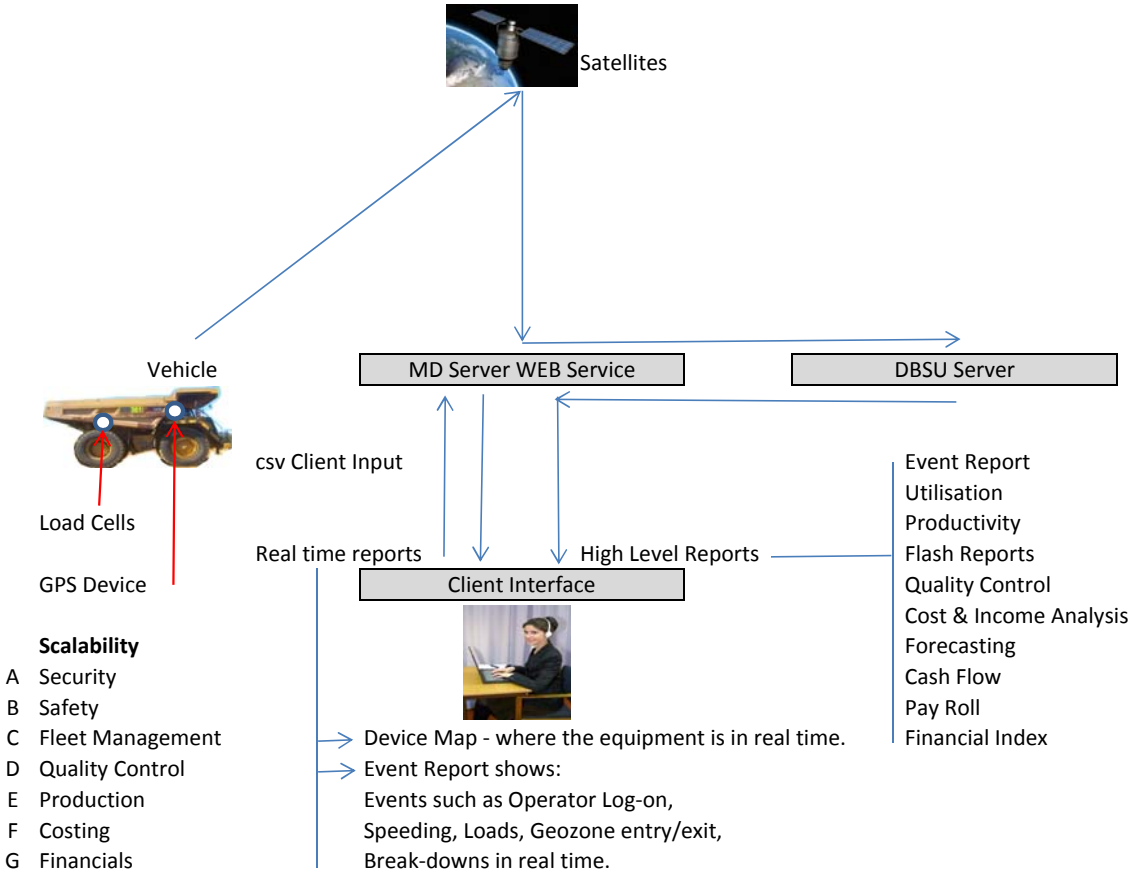 Satellites
Vehicle
MD Server WEB Service
DBSU Server
csv Client Input
Load Cells
Real time reports
High Level Reports
GPS Device
Client Interface
Event Report
Utilisation
Productivity
Flash Reports
Quality Control
Cost & Income Analysis
Forecasting
Cash Flow
Pay Roll
Financial Index
Scalability
A Security
B Safety
C Fleet Management
D Quality Control
E Production
F Costing
G Financials
Device Map - where the equipment is in real time.
Event Report shows:
Events such as Operator Log-on,
Speeding, Loads, Geozone entry/exit,
Break-downs in real time.